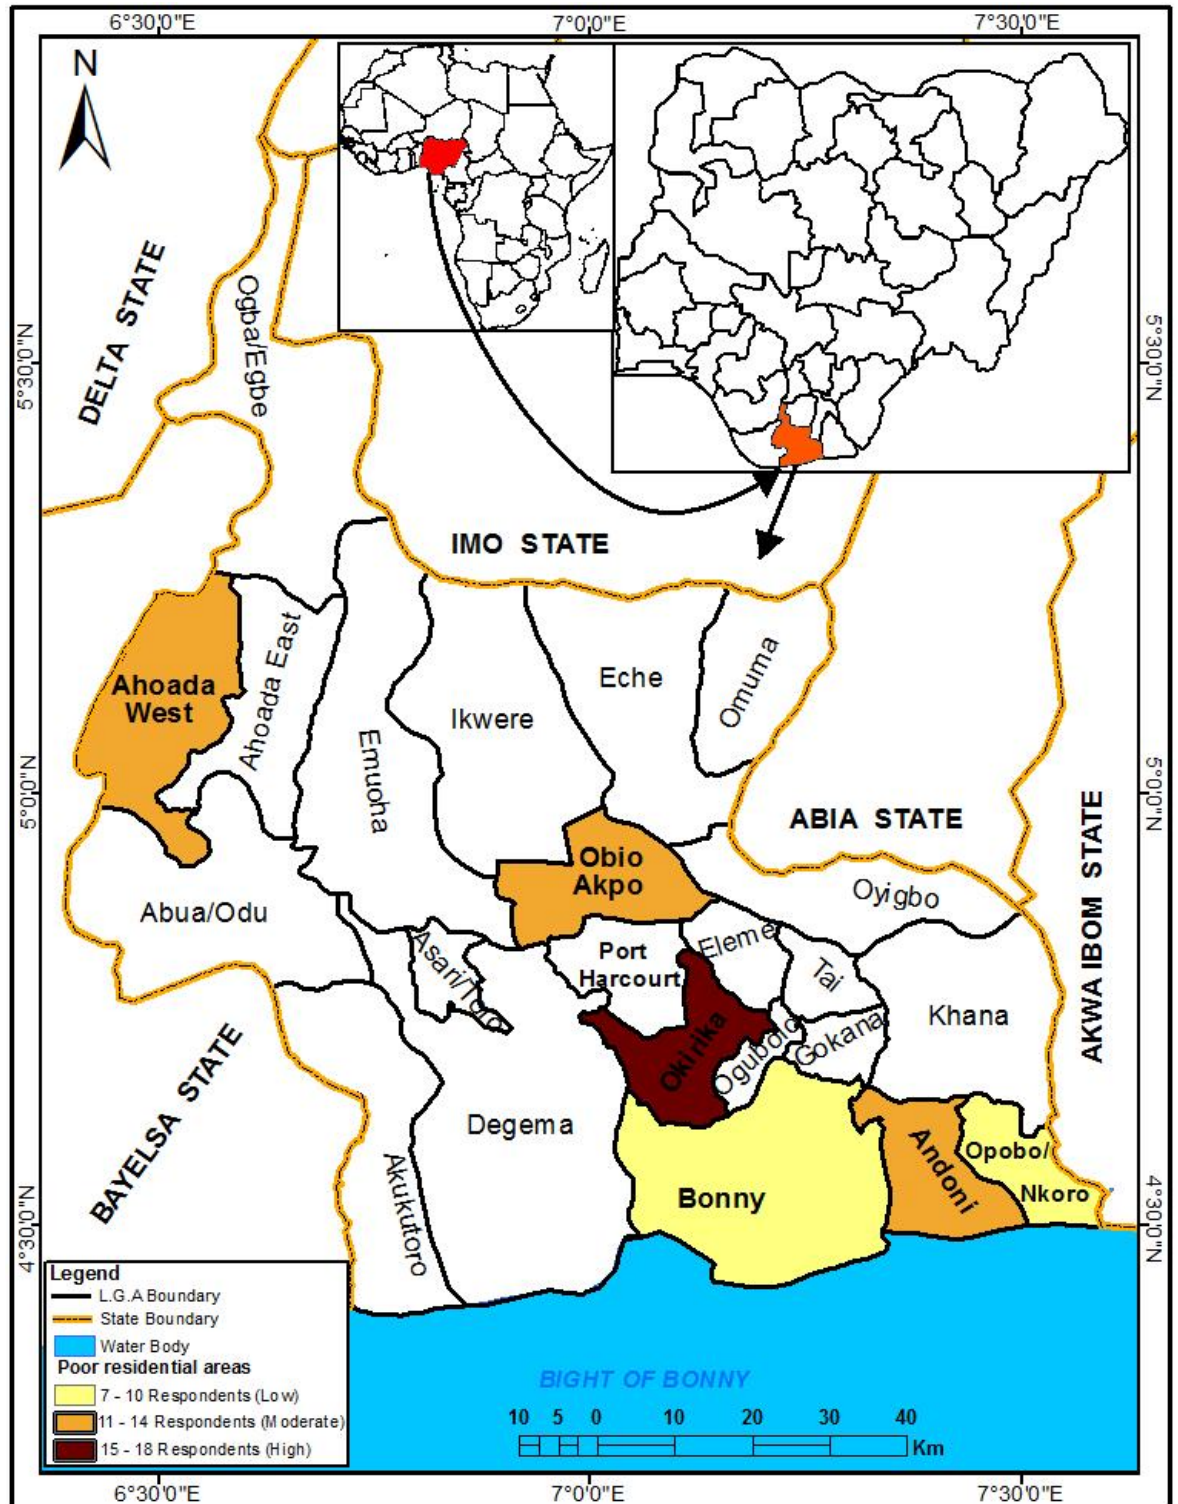 6°30'0"E 7°0'0"E 7°30'0"E
N
DELTA STATE
Ogba/Egbe
5°30'0"N
5°30'0"N
IMO STATE
Ahoada
West
Ahoada East
Emuoha
Ikwere
Eche
Omuma
5°0'0"N
5°0'0"N
ABIA STATE
AKWA IBOM STATE
Obio
Akpo
Oyigbo
Abua/Odu
Asari/Toro
Port
Harcourt
Eleme
Tai
Khana
Okirika
Ogubolo
Gokana
BAYELSA STATE
Degema
Akukutoro
Bonny
Andoni
Opobo/
Nkoro
4°30'0"N
4°30'0"N
Legend
L.G.A Boundary
State Boundary
Water Body
Poor residential areas
7 - 10 Respondents (Low)
11 - 14 Respondents (Moderate)
15 - 18 Respondents (High)
BIGHT OF BONNY
10 5 0 10 20 30 40
Km
6°30'0"E 7°0'0"E 7°30'0"E